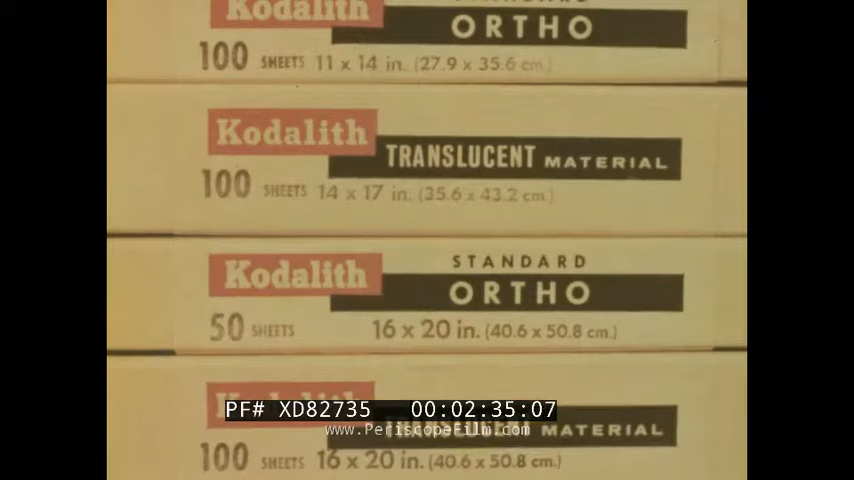 Kodalith
ORTHO
100 SHEETS 11 x 14 in. (27.9 x 35.6 cm.)
Kodalith
TRANSLUCENT MATERIAL
100 SHEETS 14 x 17 in. (35.6 x 43.2 cm.)
Kodalith
STANDARD
ORTHO
50 SHEETS 16 x 20 in. (40.6 x 50.8 cm.)
Kodalith
PF# XD82735 00:02:35:07
TRANSLUCENT MATERIAL
www.PeriscopeFilm.com
100 SHEETS 16 x 20 in. (40.6 x 50.8 cm.)